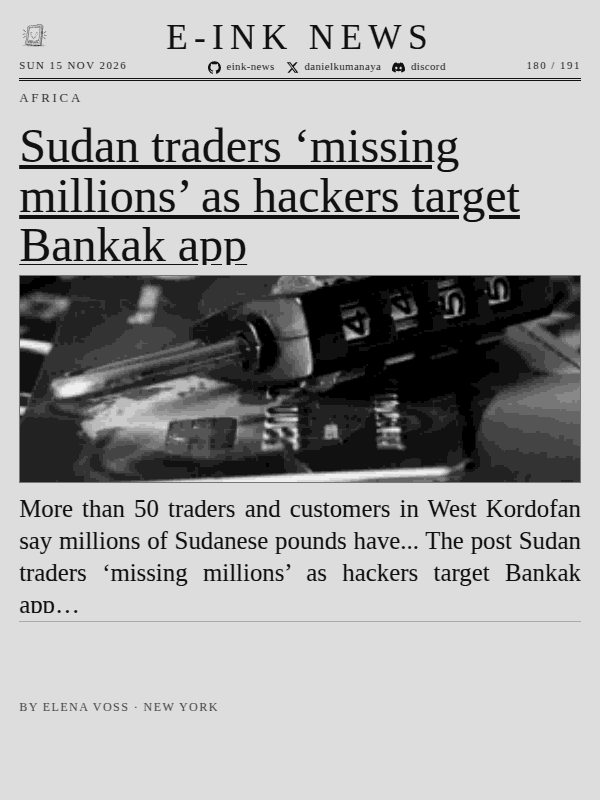 E-INK NEWS
SUN 15 NOV 2026
eink-news danielkumanaya discord
180 / 191
AFRICA
Sudan traders ‘missing
millions’ as hackers target
Bankak app
More than 50 traders and customers in West Kordofan
say millions of Sudanese pounds have... The post Sudan
traders ‘missing millions’ as hackers target Bankak
app…
BY ELENA VOSS · NEW YORK